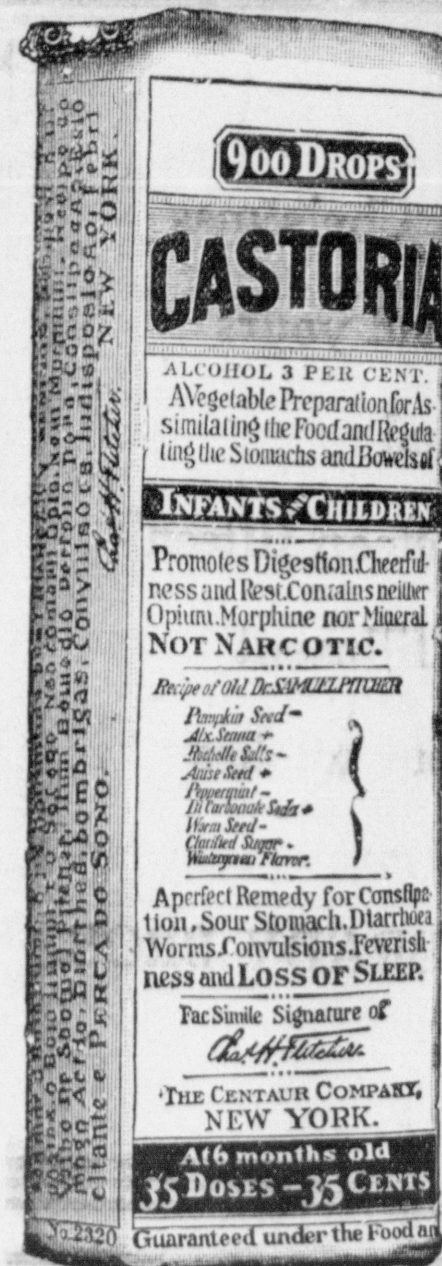 900 DROPS
CASTORIA
ALCOHOL 3 PER CENT.
A Vegetable Preparation for As-
similating the Food and Regula-
ting the Stomachs and Bowels of
INFANTS & CHILDREN
Promotes Digestion.Cheerful-
ness and Rest.Contains neither
Opium.Morphine nor Mineral.
NOT NARCOTIC.
Recipe of Old Dr. SAMUEL PITCHER
Pumpkin Seed -
Alx. Senna +
Rochelle Salts -
Anise Seed +
Peppermint -
Bi Carbonate Soda +
Worm Seed -
Clarified Sugar .
Wintergreen Flavor.
A perfect Remedy for Constipa-
tion, Sour Stomach.Diarrhoea
Worms.Convulsions.Feverish-
ness and LOSS OF SLEEP.
Fac Simile Signature of
Chas. H. Fletcher.
THE CENTAUR COMPANY,
NEW YORK.
At 6 months old
35 DOSES - 35 CENTS
Guaranteed under the Food an
citante e PERCA DO SONO.
Chas. H. Fletcher.
NEW YORK.
No. 2320